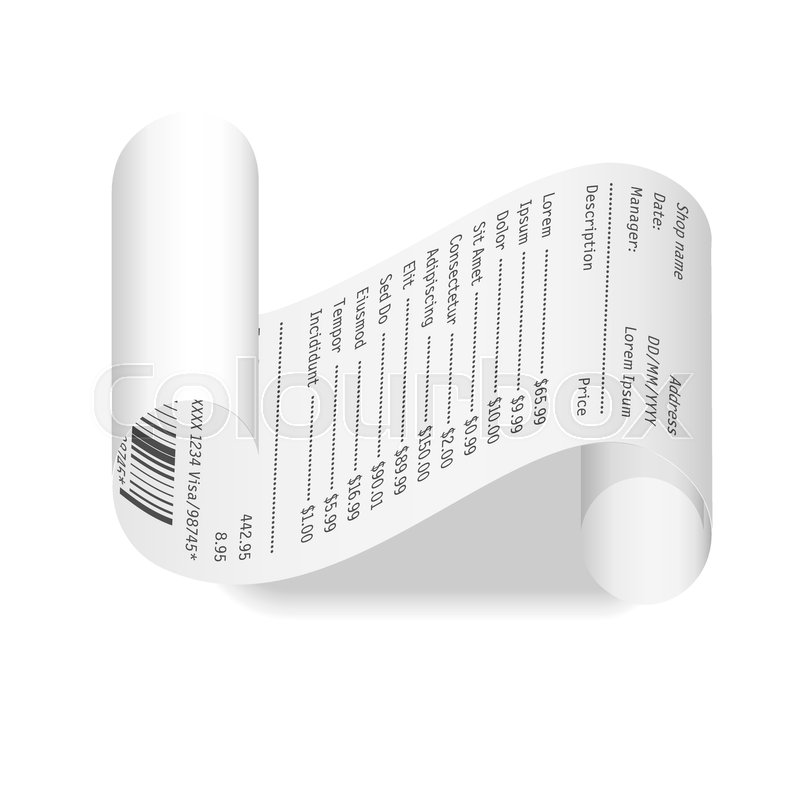 Shop name Address
Date: DD/MM/YYYY
Manager: Lorem Ipsum
Description Price
Lorem $65.99
Ipsum $9.99
Dolor $10.00
Sit Amet $0.99
Consectetur $2.00
Adipiscing $150.00
Elit $89.99
Sed Do $90.01
Eiusmod $16.99
Tempor $5.99
Incididunt $1.00
442.95
8.95
XXXX 1234 Visa/98745*
Colourbox